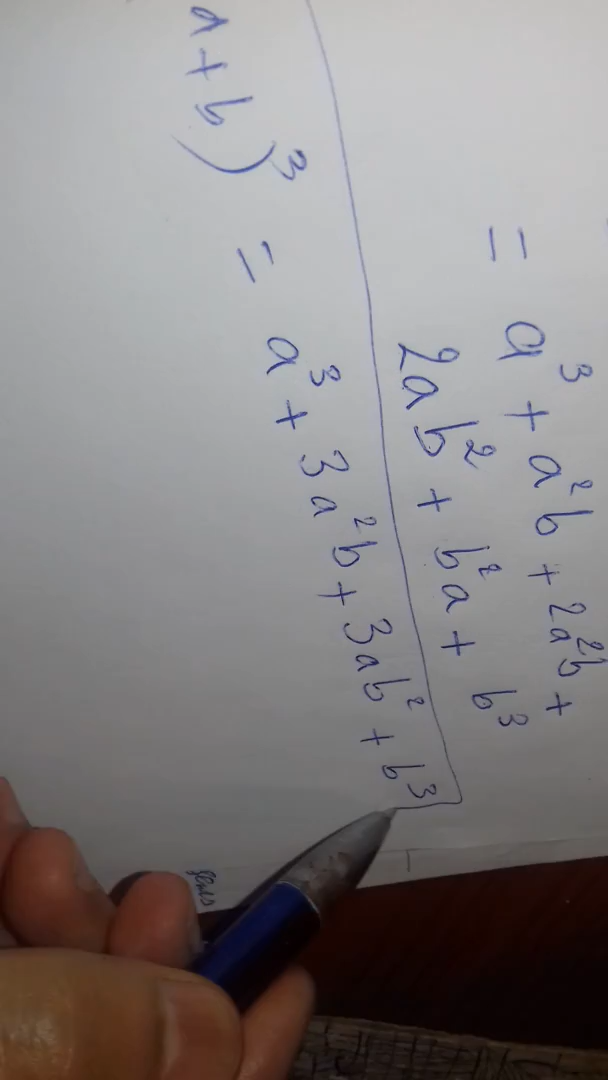 = a³ + a²b + 2a²b +
2ab² + b²a + b³
a + b)³ = a³ + 3a²b + 3ab² + b³